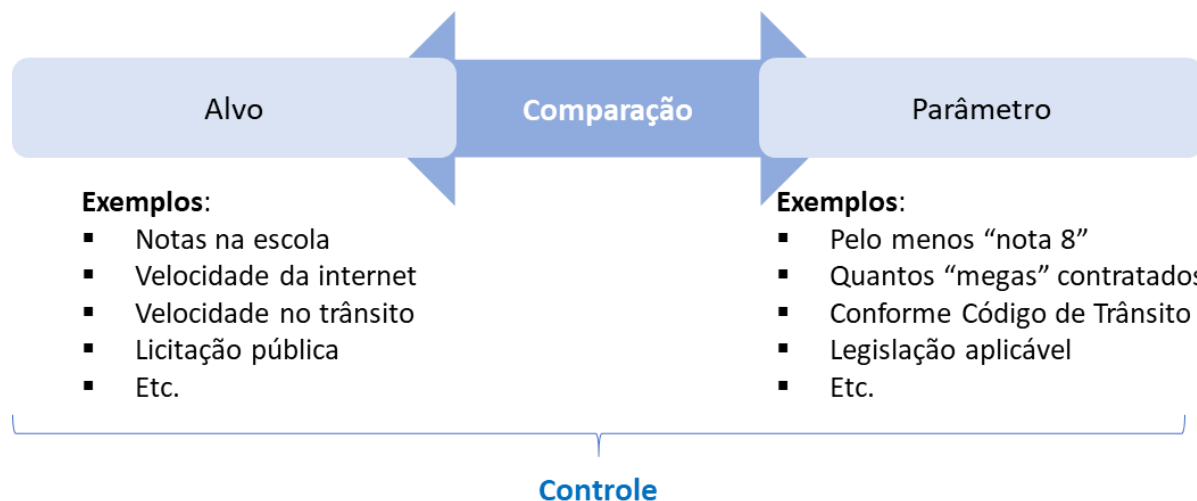 Alvo
Comparação
Parâmetro
Exemplos:
▪ Notas na escola
▪ Velocidade da internet
▪ Velocidade no trânsito
▪ Licitação pública
▪ Etc.
Exemplos:
▪ Pelo menos “nota 8”
▪ Quantos “megas” contratados
▪ Conforme Código de Trânsito
▪ Legislação aplicável
▪ Etc.
Controle